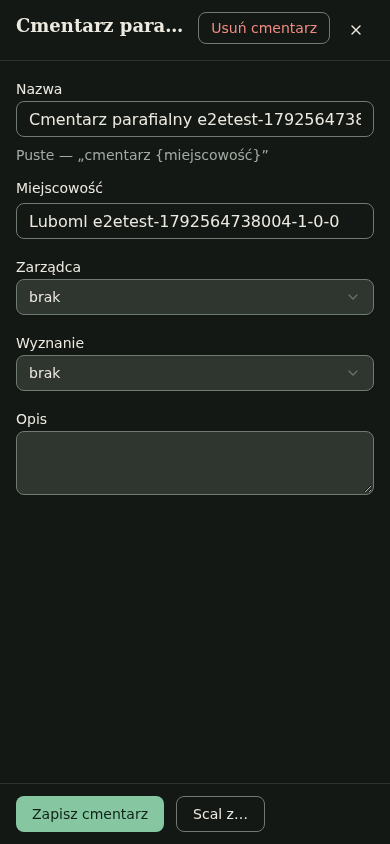 Cmentarz para...
Usuń cmentarz
Nazwa
Cmentarz parafialny e2etest-1792564738
Puste — „cmentarz {miejscowość}”
Miejscowość
Luboml e2etest-1792564738004-1-0-0
Zarządca
brak
Wyznanie
brak
Opis
Zapisz cmentarz
Scal z...